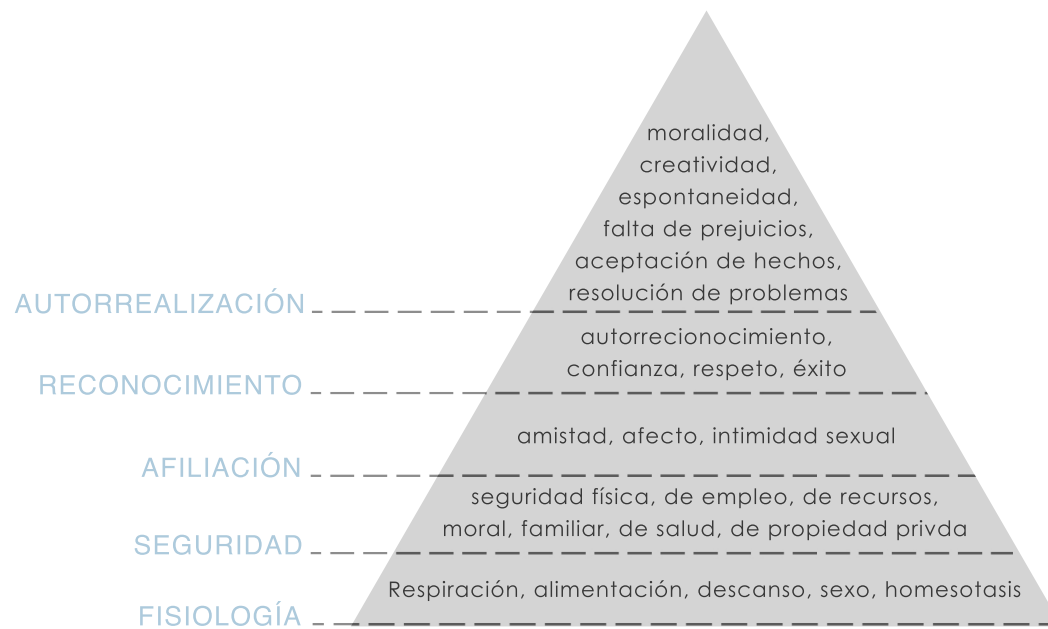 moralidad,
creatividad,
espontaneidad,
falta de prejuicios,
aceptación de hechos,
resolución de problemas
AUTORREALIZACIÓN
autorrecionocimiento,
confianza, respeto, éxito
RECONOCIMIENTO
amistad, afecto, intimidad sexual
AFILIACIÓN
seguridad física, de empleo, de recursos,
moral, familiar, de salud, de propiedad privda
SEGURIDAD
Respiración, alimentación, descanso, sexo, homesotasis
FISIOLOGÍA